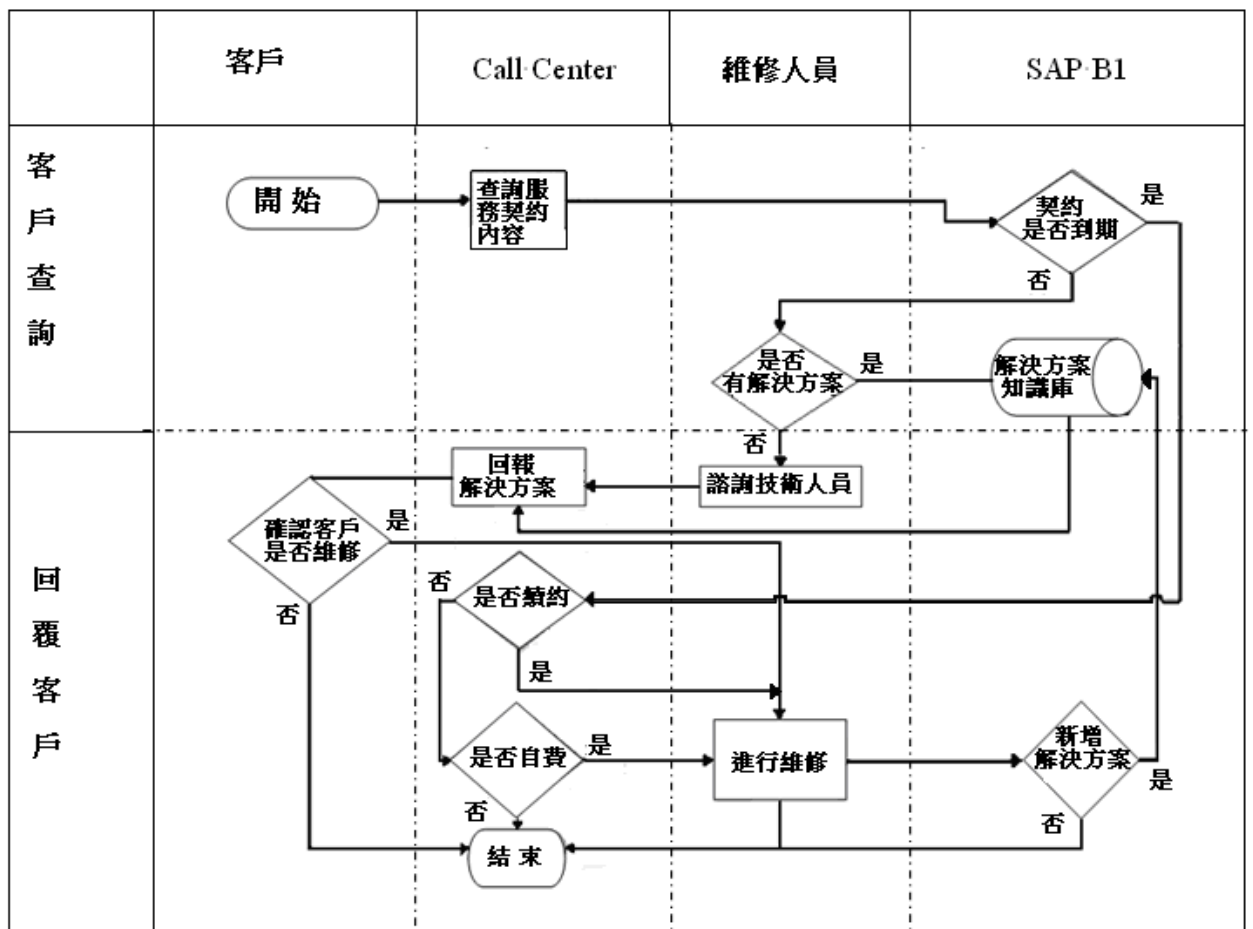 客戶
Call Center
維修人員
SAP B1
客戶查詢
開始
查詢服
務契約
內容
契約
是否到期
是
否
是否
有解決方案
是
解決方案
知識庫
否
回報
解決方案
諮詢技術人員
回覆客戶
確認客戶
是否維修
是
否
否
是否續約
是
是否自費
是
進行維修
新增
解決方案
是
否
否
結束